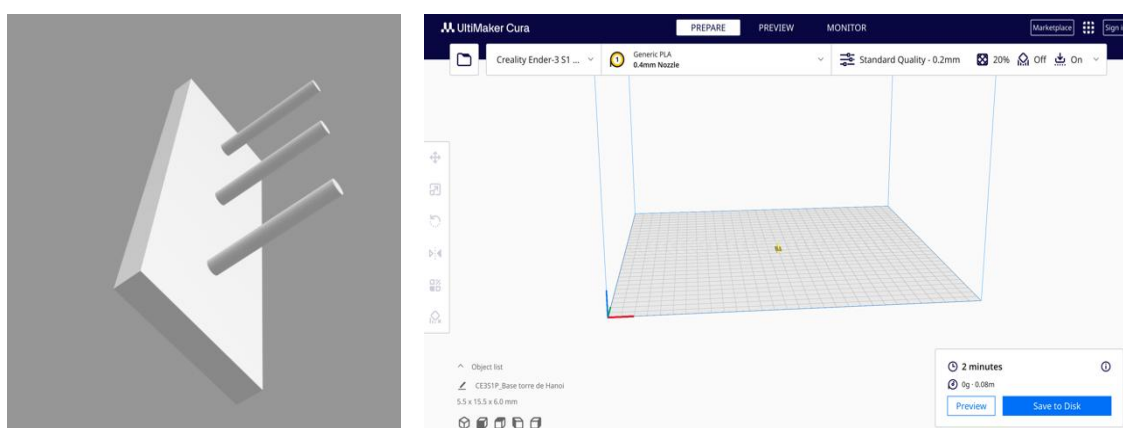 UltiMaker Cura
PREPARE
PREVIEW
MONITOR
Marketplace
Sign i
Creality Ender-3 S1 ...
1
Generic PLA
0.4mm Nozzle
Standard Quality - 0.2mm
20%
Off
On
Object list
CE3S1P_Base torre de Hanoi
5.5 x 15.5 x 6.0 mm
2 minutes
0g · 0.08m
Preview
Save to Disk